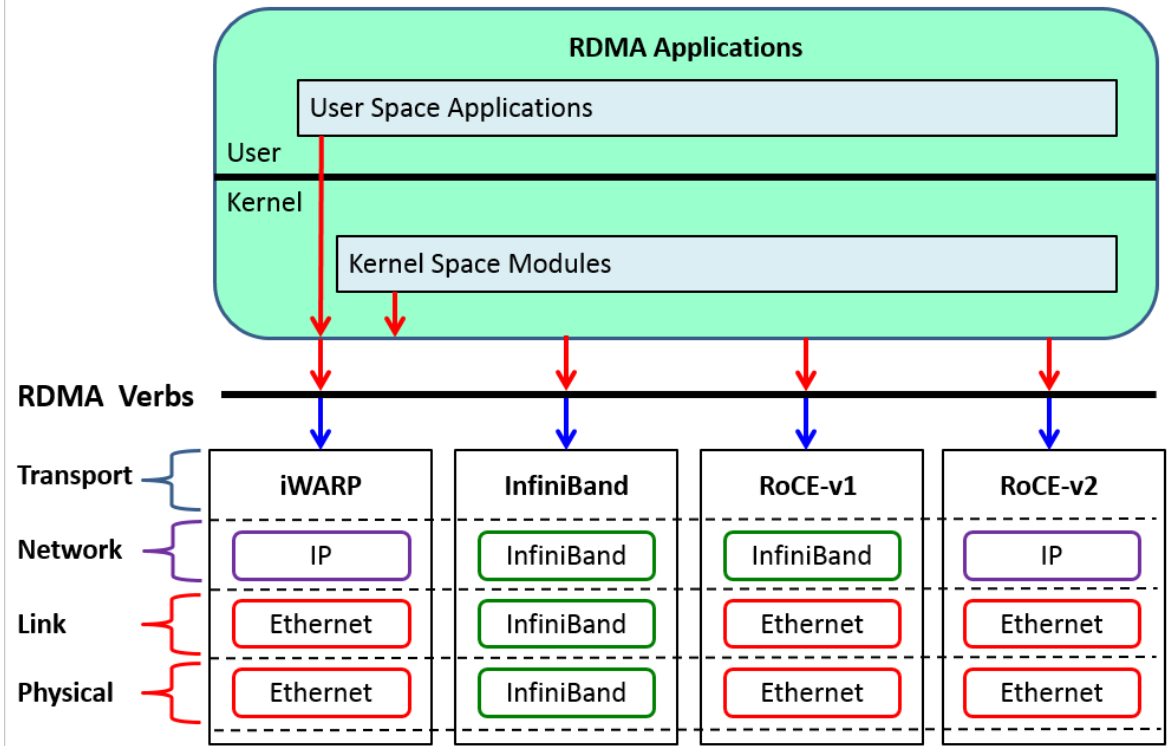 RDMA Applications
User Space Applications
User
Kernel
Kernel Space Modules
RDMA Verbs
Transport
iWARP
InfiniBand
RoCE-v1
RoCE-v2
Network
IP
InfiniBand
InfiniBand
IP
Link
Ethernet
InfiniBand
Ethernet
Ethernet
Physical
Ethernet
InfiniBand
Ethernet
Ethernet